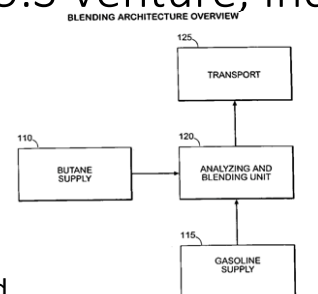 BLENDING ARCHITECTURE OVERVIEW
125
TRANSPORT
110
120
BUTANE
SUPPLY
ANALYZING AND
BLENDING UNIT
115
GASOLINE
SUPPLY